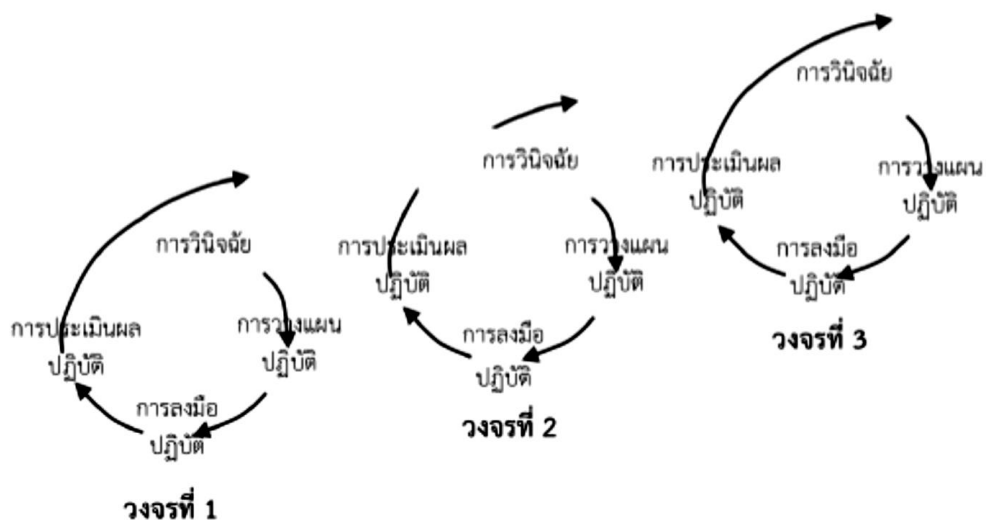 การวินิจฉัย
การวางแผน
ปฏิบัติ
การลงมือ
ปฏิบัติ
การประเมินผล
ปฏิบัติ
วงจรที่ 1
การวินิจฉัย
การวางแผน
ปฏิบัติ
การลงมือ
ปฏิบัติ
การประเมินผล
ปฏิบัติ
วงจรที่ 2
การวินิจฉัย
การวางแผน
ปฏิบัติ
การลงมือ
ปฏิบัติ
การประเมินผล
ปฏิบัติ
วงจรที่ 3